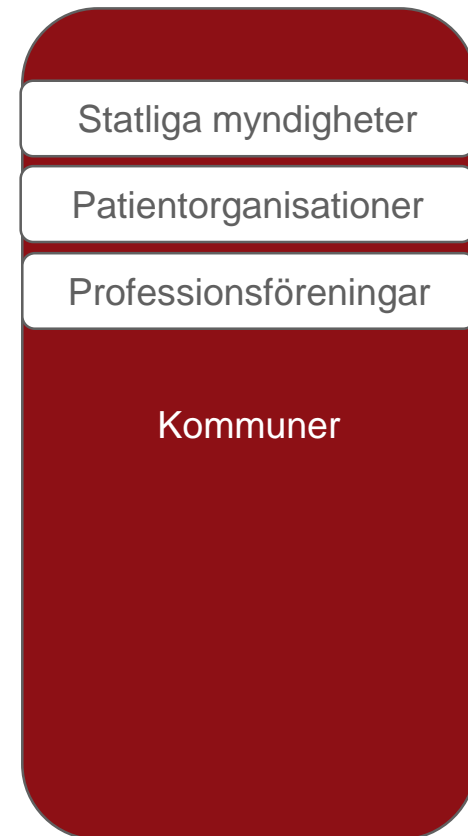 Statliga myndigheter
Patientorganisationer
Professionsföreningar
Kommuner